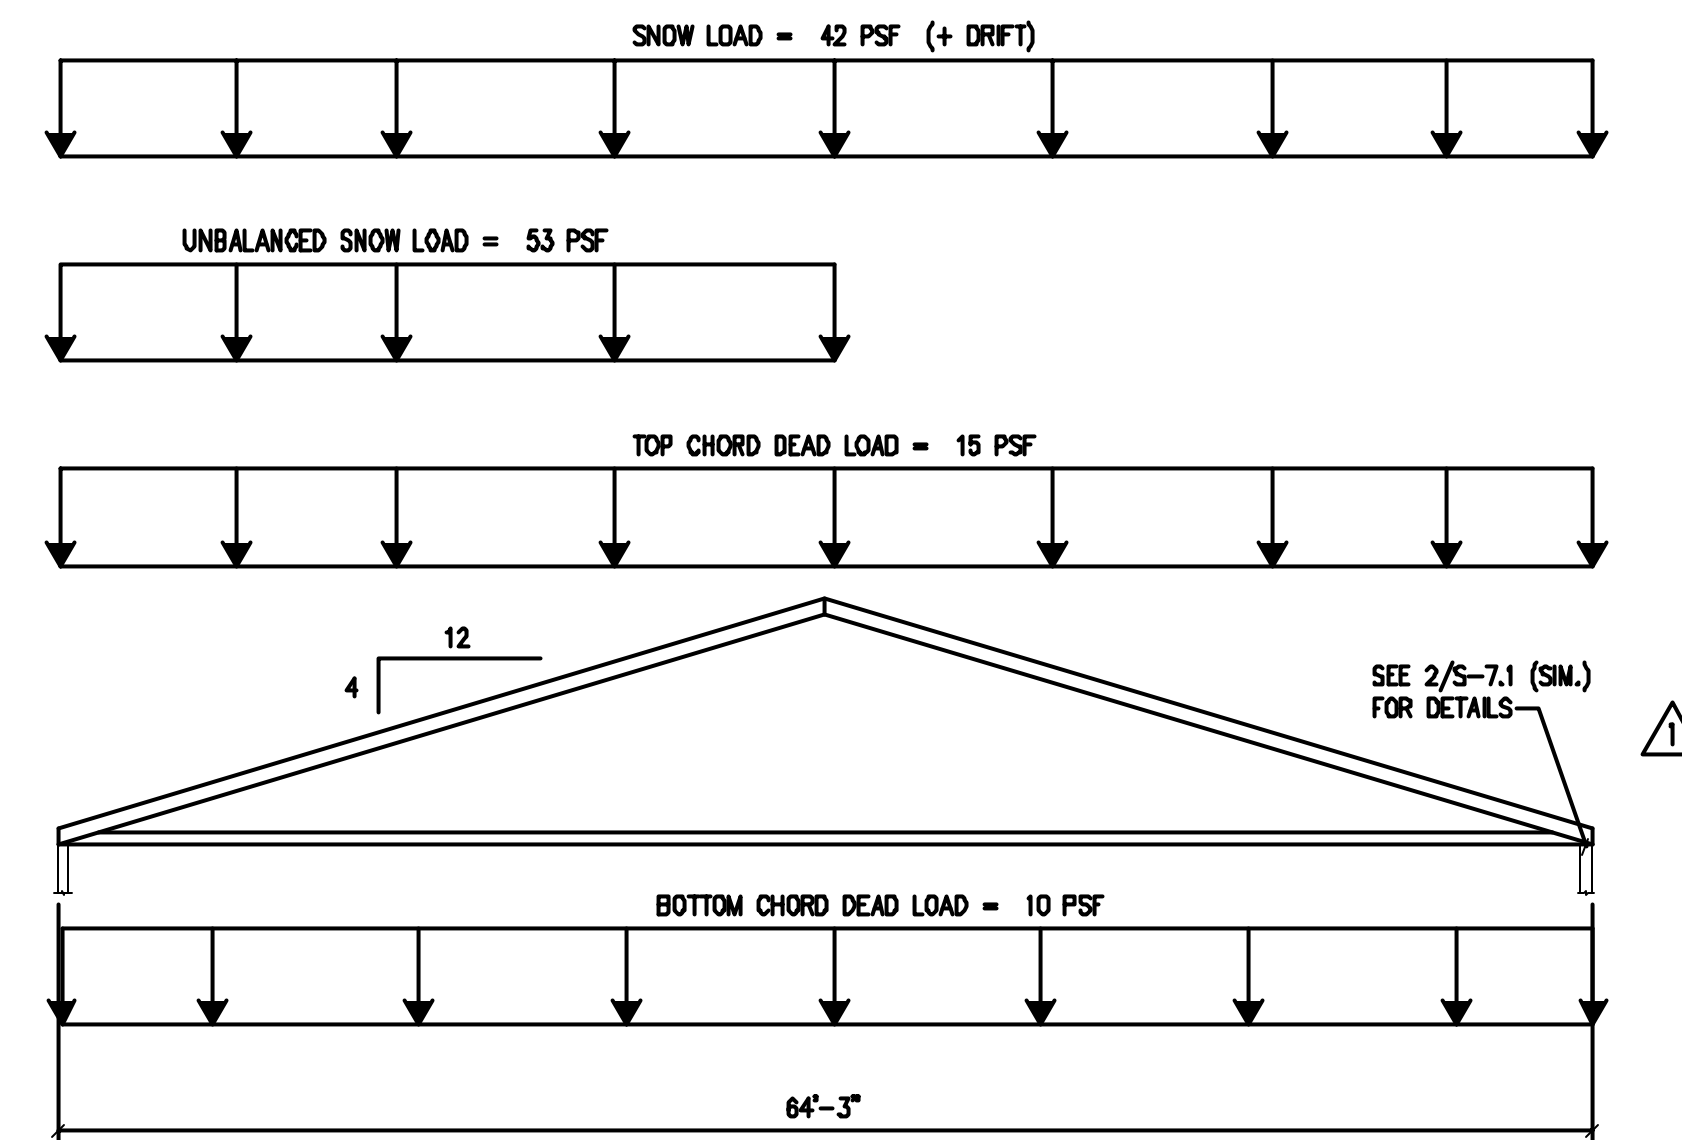 SNOW LOAD = 42 PSF (+ DRIFT)
UNBALANCED SNOW LOAD = 53 PSF
TOP CHORD DEAD LOAD = 15 PSF
12
4
SEE 2/S-7.1 (SIM.)
FOR DETAILS
1
BOTTOM CHORD DEAD LOAD = 10 PSF
64'-3"